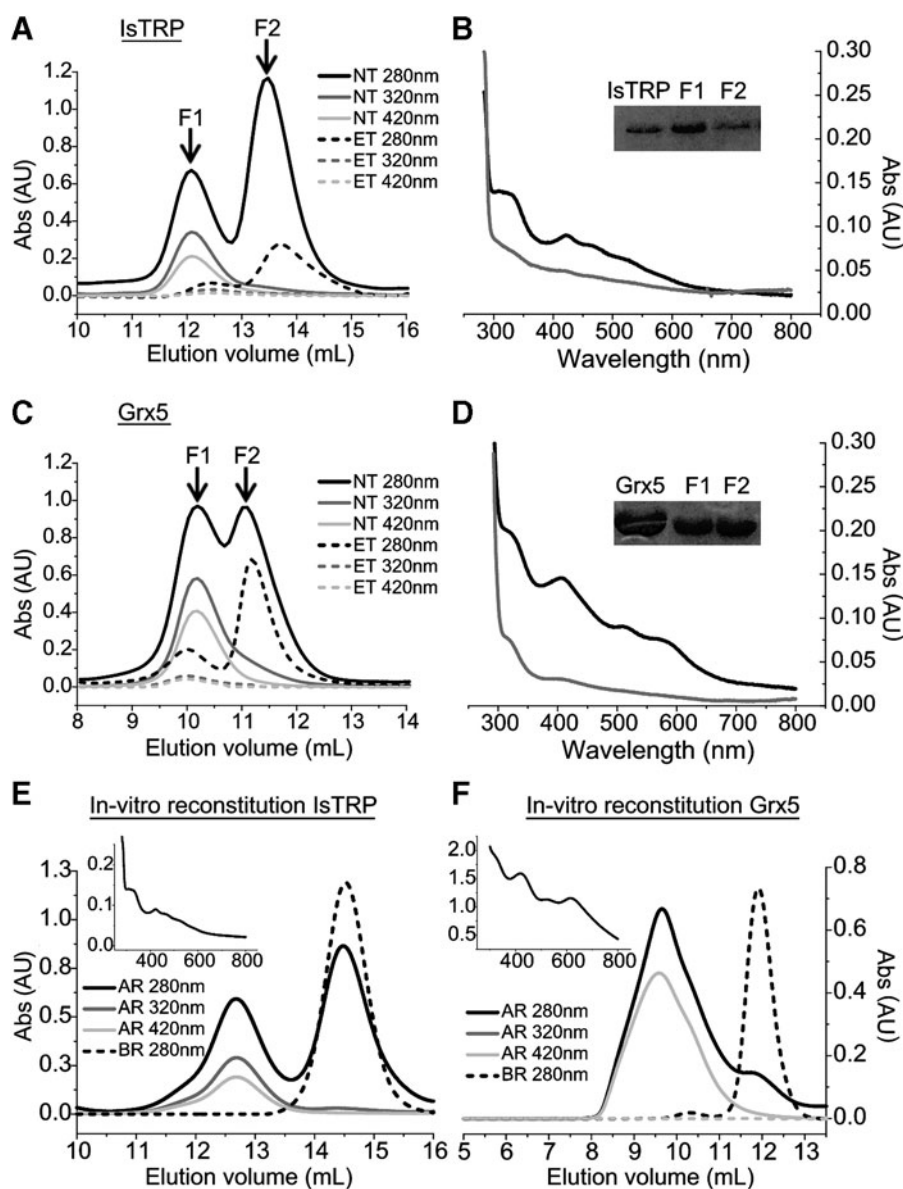 A IsTRP
F1
F2
NT 280nm
NT 320nm
NT 420nm
ET 280nm
ET 320nm
ET 420nm
Abs (AU)
1.2
1.0
0.8
0.6
0.4
0.2
0.0
10 11 12 13 14 15 16
Elution volume (mL)
B
IsTRP F1 F2
0.30
0.25
0.20
0.15
0.10
0.05
0.00
Abs (AU)
300 400 500 600 700 800
Wavelength (nm)
C Grx5
F1 F2
NT 280nm
NT 320nm
NT 420nm
ET 280nm
ET 320nm
ET 420nm
Abs (AU)
1.2
1.0
0.8
0.6
0.4
0.2
0.0
8 9 10 11 12 13 14
Elution volume (mL)
D
Grx5 F1 F2
0.30
0.25
0.20
0.15
0.10
0.05
0.00
Abs (AU)
300 400 500 600 700 800
Wavelength (nm)
E In-vitro reconstitution IsTRP
0.2
0.1
0.0
400 600 800
AR 280nm
AR 320nm
AR 420nm
BR 280nm
Abs (AU)
1.3
1.0
0.8
0.5
0.3
0.0
10 11 12 13 14 15 16
Elution volume (mL)
F In-vitro reconstitution Grx5
2.0
1.5
1.0
0.5
400 600 800
AR 280nm
AR 320nm
AR 420nm
BR 280nm
0.8
0.6
0.4
0.2
0.0
Abs (AU)
5 6 7 8 9 10 11 12 13
Elution volume (mL)